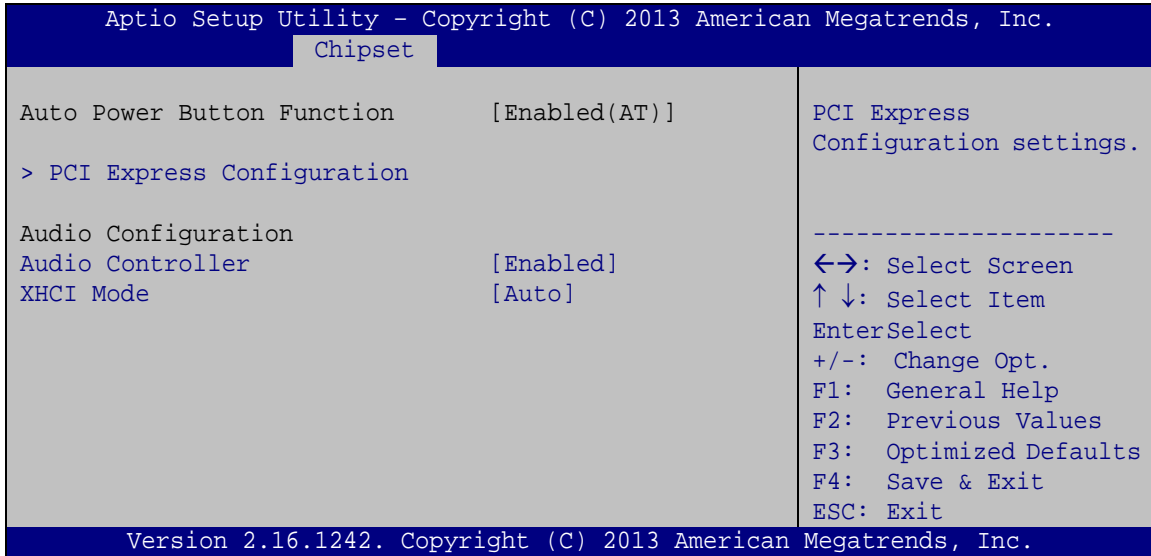 Aptio Setup Utility – Copyright (C) 2013 American Megatrends, Inc.
Chipset
Auto Power Button Function [Enabled(AT)]
> PCI Express Configuration
Audio Configuration
Audio Controller [Enabled]
XHCI Mode [Auto]
PCI Express
Configuration settings.
---------------------
←→: Select Screen
↑ ↓: Select Item
EnterSelect
+/-: Change Opt.
F1: General Help
F2: Previous Values
F3: Optimized Defaults
F4: Save & Exit
ESC: Exit
Version 2.16.1242. Copyright (C) 2013 American Megatrends, Inc.